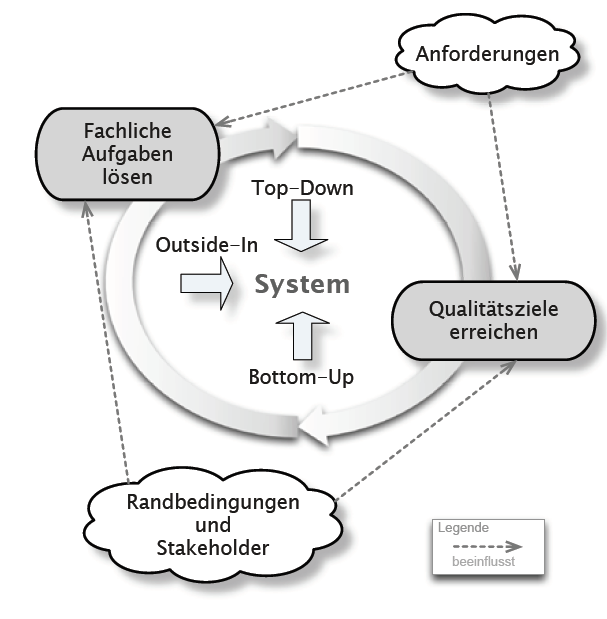 Anforderungen
Fachliche
Aufgaben
lösen
Top-Down
Outside-In
System
Qualitätsziele
erreichen
Bottom-Up
Randbedingungen
und
Stakeholder
Legende
beeinflusst